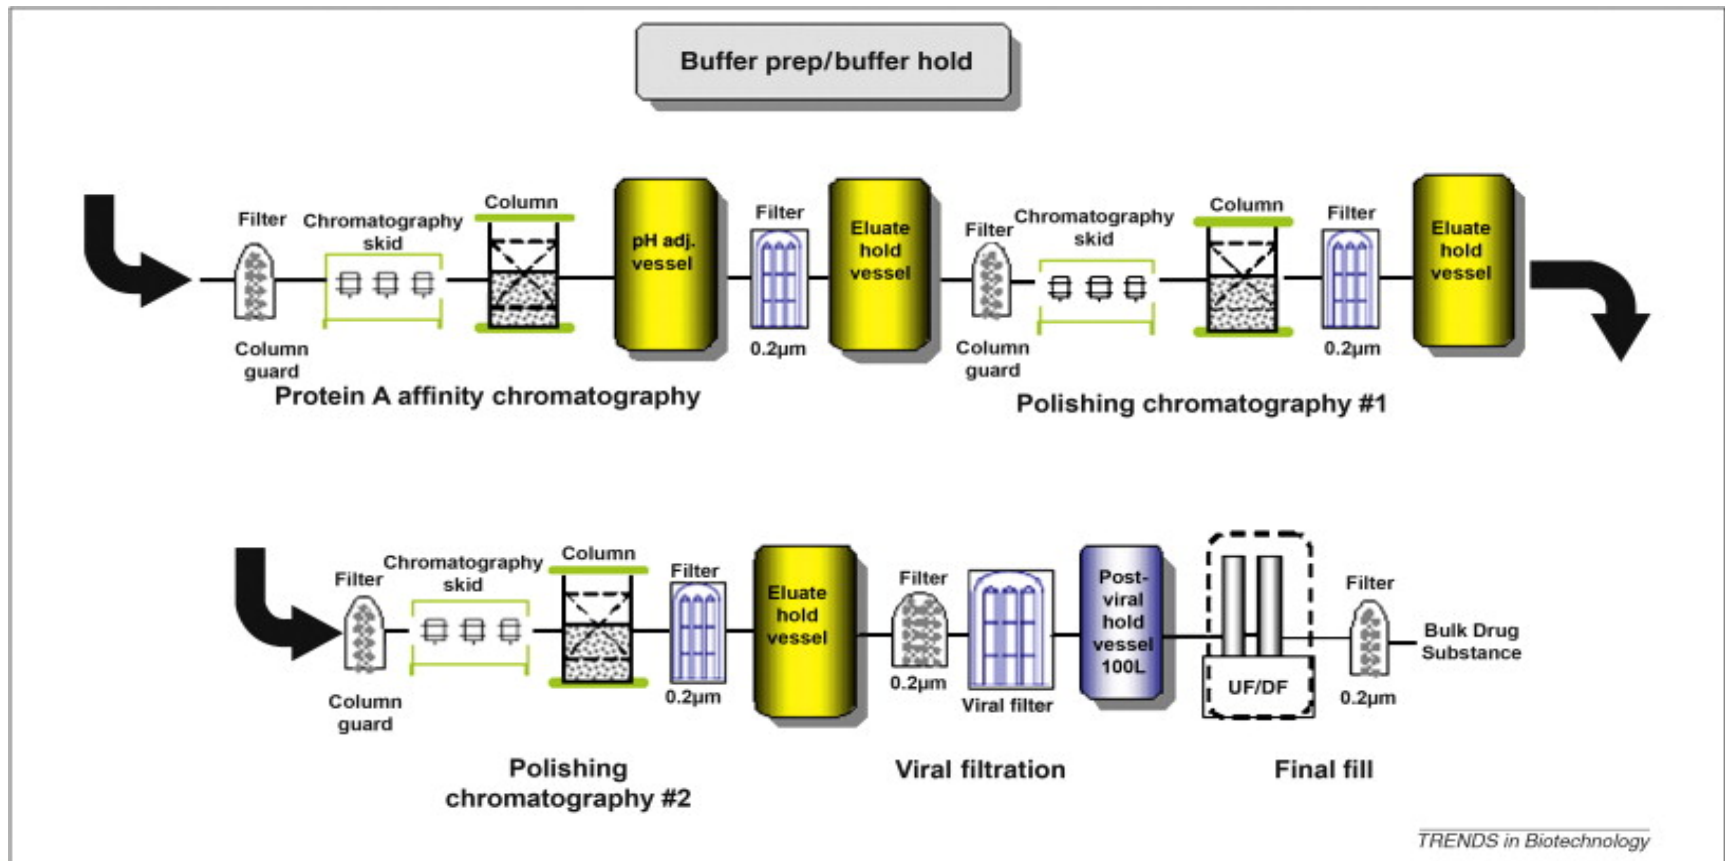 Buffer prep/buffer hold
Filter
Chromatography
skid
Column
pH adj.
vessel
Filter
Eluate
hold
vessel
Filter
Chromatography
skid
Column
Filter
Eluate
hold
vessel
Column
guard
0.2µm
Column
guard
0.2µm
Protein A affinity chromatography
Polishing chromatography #1
Filter
Chromatography
skid
Column
Filter
Eluate
hold
vessel
Filter
Post-
viral
hold
vessel
100L
UF/DF
Filter
Bulk Drug
Substance
Column
guard
0.2µm
0.2µm
Viral filter
0.2µm
Polishing
chromatography #2
Viral filtration
Final fill
TRENDS in Biotechnology